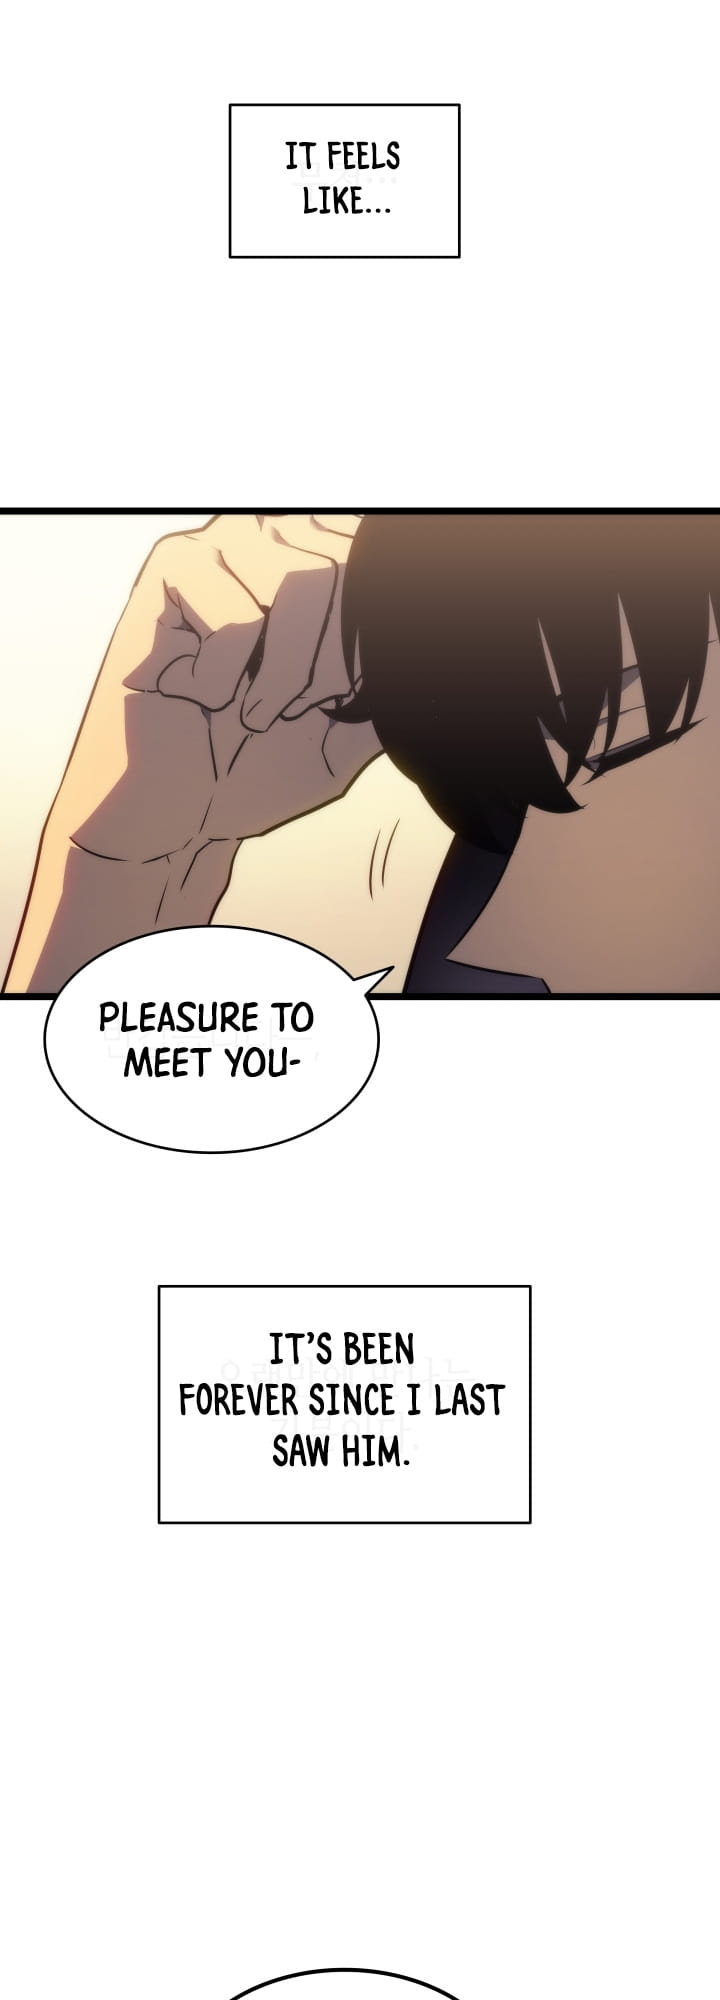 IT FEELS
LIKE...
PLEASURE TO
MEET YOU-
IT'S BEEN
FOREVER SINCE I LAST
SAW HIM.